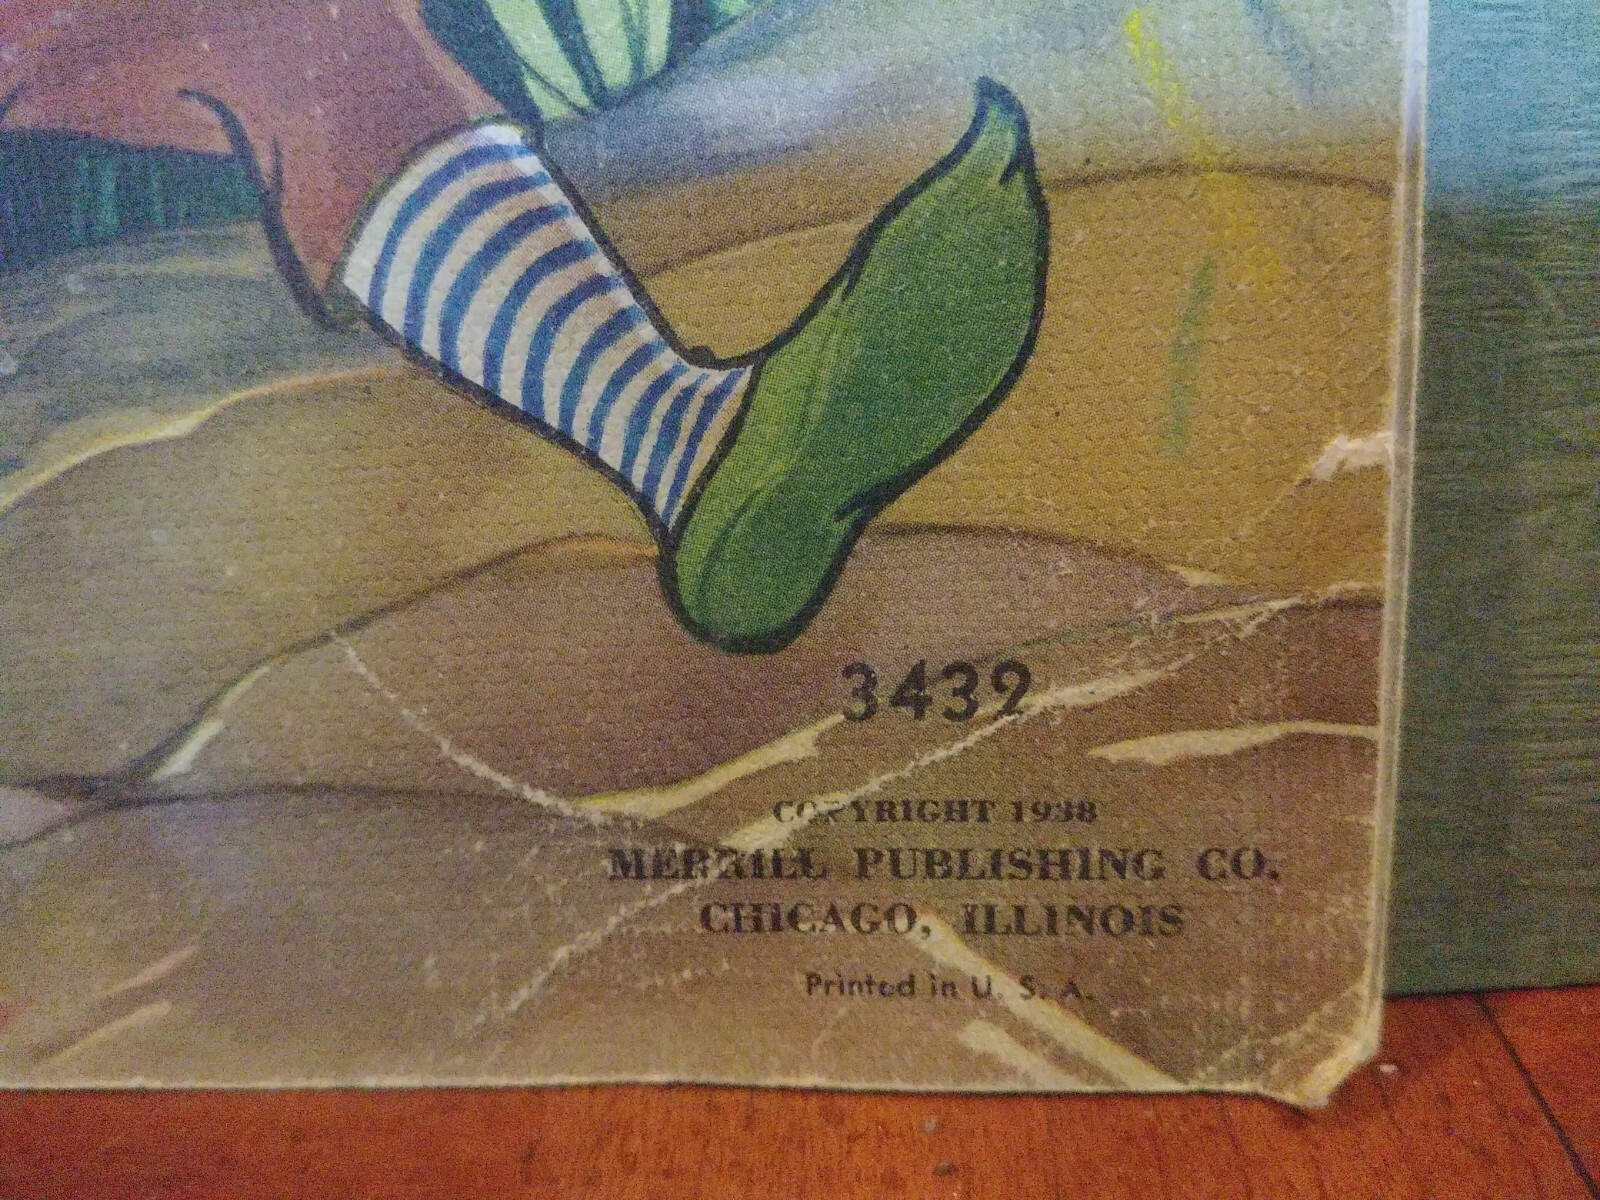 3439
COPYRIGHT 1938
MERRILL PUBLISHING CO.
CHICAGO, ILLINOIS
Printed in U. S. A.